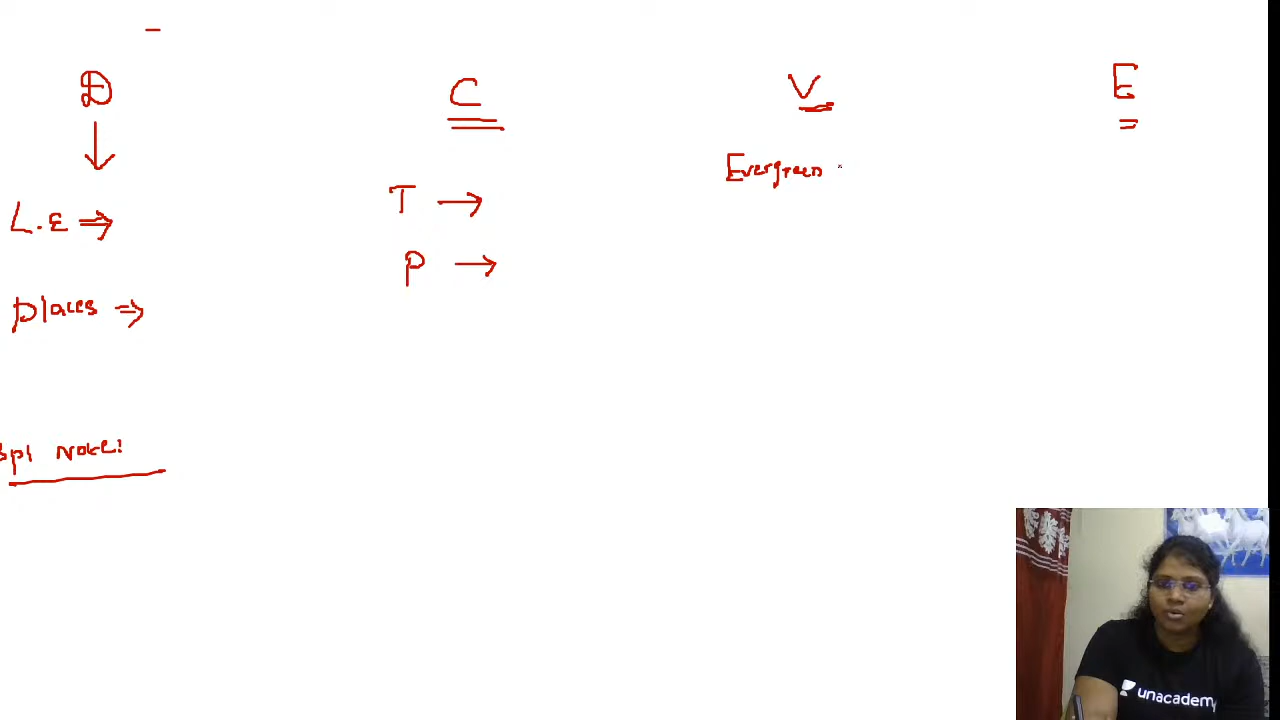 D C V E
Evergreen
L.E ⇒ T →
P →
Places ⇒
Spl Note:
unacademy